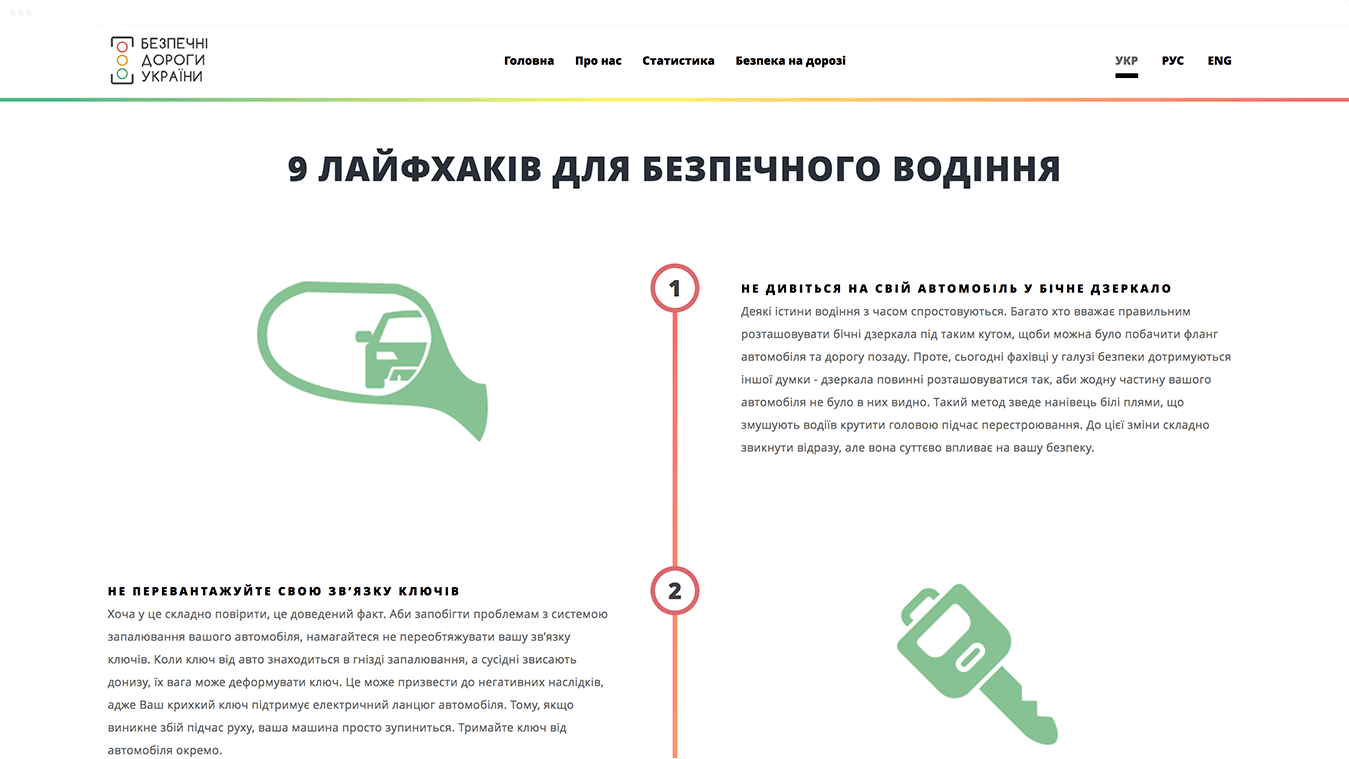 БЕЗПЕЧНІ
ДОРОГИ
УКРАЇНИ
Головна Про нас Статистика Безпека на дорозі
УКР РУС ENG
9 ЛАЙФХАКІВ ДЛЯ БЕЗПЕЧНОГО ВОДІННЯ
1
НЕ ДИВІТЬСЯ НА СВІЙ АВТОМОБІЛЬ У БІЧНЕ ДЗЕРКАЛО
Деякі істини водіння з часом спростовуються. Багато хто вважає правильним
розташовувати бічні дзеркала під таким кутом, щоби можна було побачити фланг
автомобіля та дорогу позаду. Проте, сьогодні фахівці у галузі безпеки дотримуються
іншої думки - дзеркала повинні розташовуватися так, аби жодну частину вашого
автомобіля не було в них видно. Такий метод зведе нанівець білі плями, що
змушують водіїв крутити головою підчас перестроювання. До цієї зміни складно
звикнути відразу, але вона суттєво впливає на вашу безпеку.
2
НЕ ПЕРЕВАНТАЖУЙТЕ СВОЮ ЗВ’ЯЗКУ КЛЮЧІВ
Хоча у це складно повірити, це доведений факт. Аби запобігти проблемам з системою
запалювання вашого автомобіля, намагайтеся не переобтяжувати вашу зв’язку
ключів. Коли ключ від авто знаходиться в гнізді запалювання, а сусідні звисають
донизу, їх вага може деформувати ключ. Це може призвести до негативних наслідків,
адже Ваш крихкий ключ підтримує електричний ланцюг автомобіля. Тому, якщо
виникне збій підчас руху, ваша машина просто зупиниться. Тримайте ключ від
автомобіля окремо.